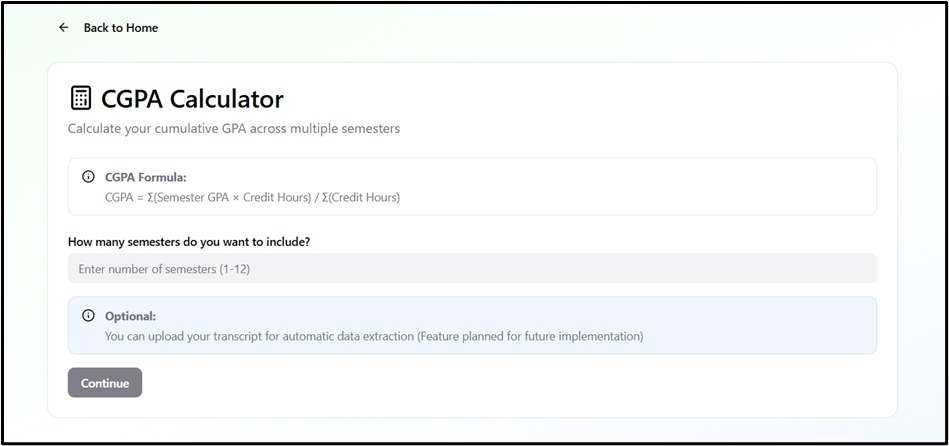 Back to Home
CGPA Calculator
Calculate your cumulative GPA across multiple semesters
CGPA Formula:
CGPA = Σ(Semester GPA × Credit Hours) / Σ(Credit Hours)
How many semesters do you want to include?
Enter number of semesters (1-12)
Optional:
You can upload your transcript for automatic data extraction (Feature planned for future implementation)
Continue